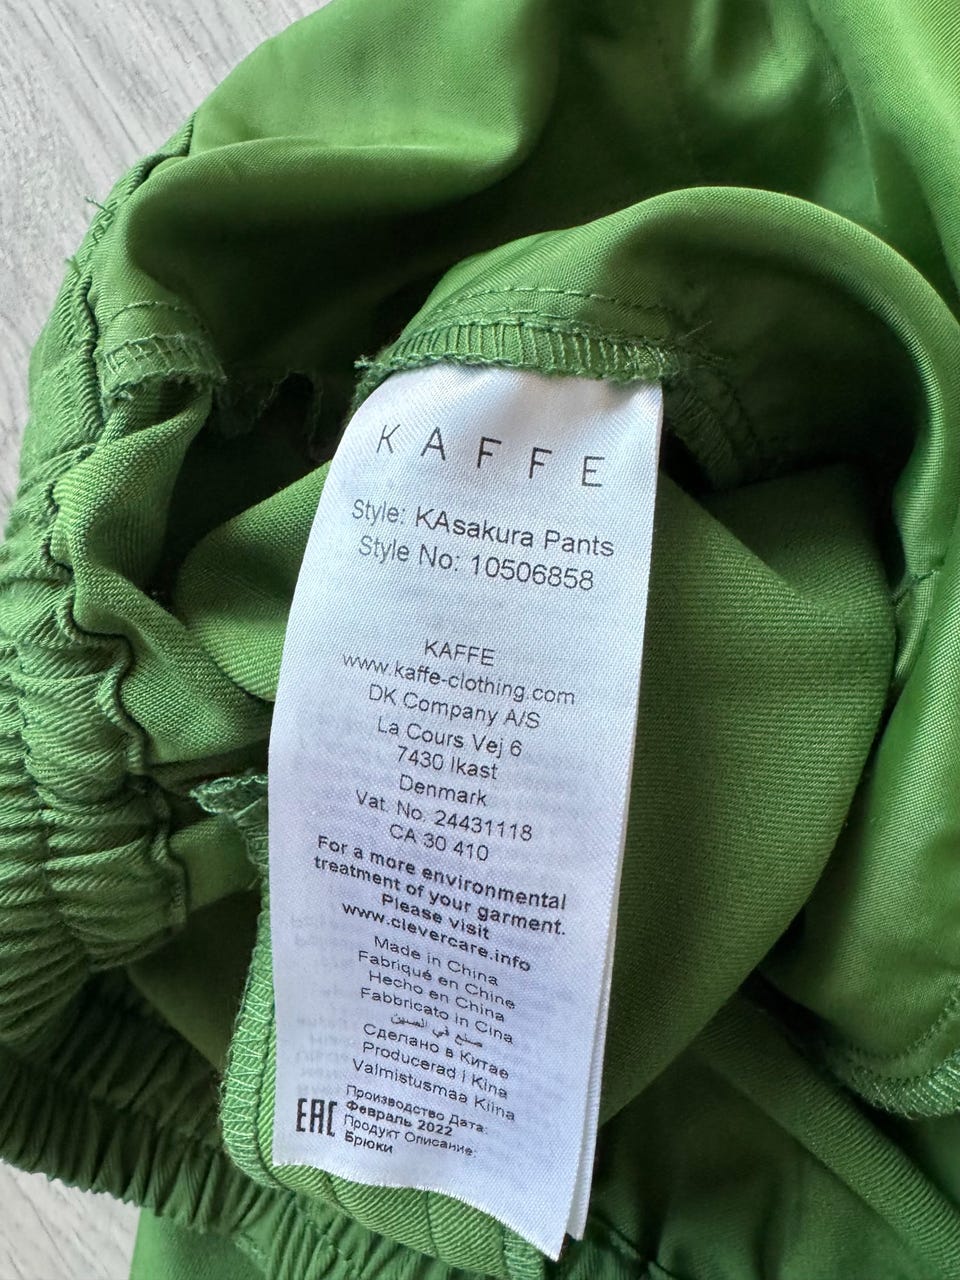 KAFFE
Style: KAsakura Pants
Style No: 10506858
KAFFE
www.kaffe-clothing.com
DK Company A/S
La Cours Vej 6
7430 Ikast
Denmark
Vat. No. 24431118
CA 30 410
For a more environmental
treatment of your garment.
Please visit
www.clevercare.info
Made in China
Fabriqué en Chine
Hecho en China
Fabbricato in Cina
صنع في الصين
Сделано в Китае
Producerad i Kina
Valmistusmaa Kiina
Производство Дата:
Февраль 2022
Продукт Описание:
Брюки
EAC